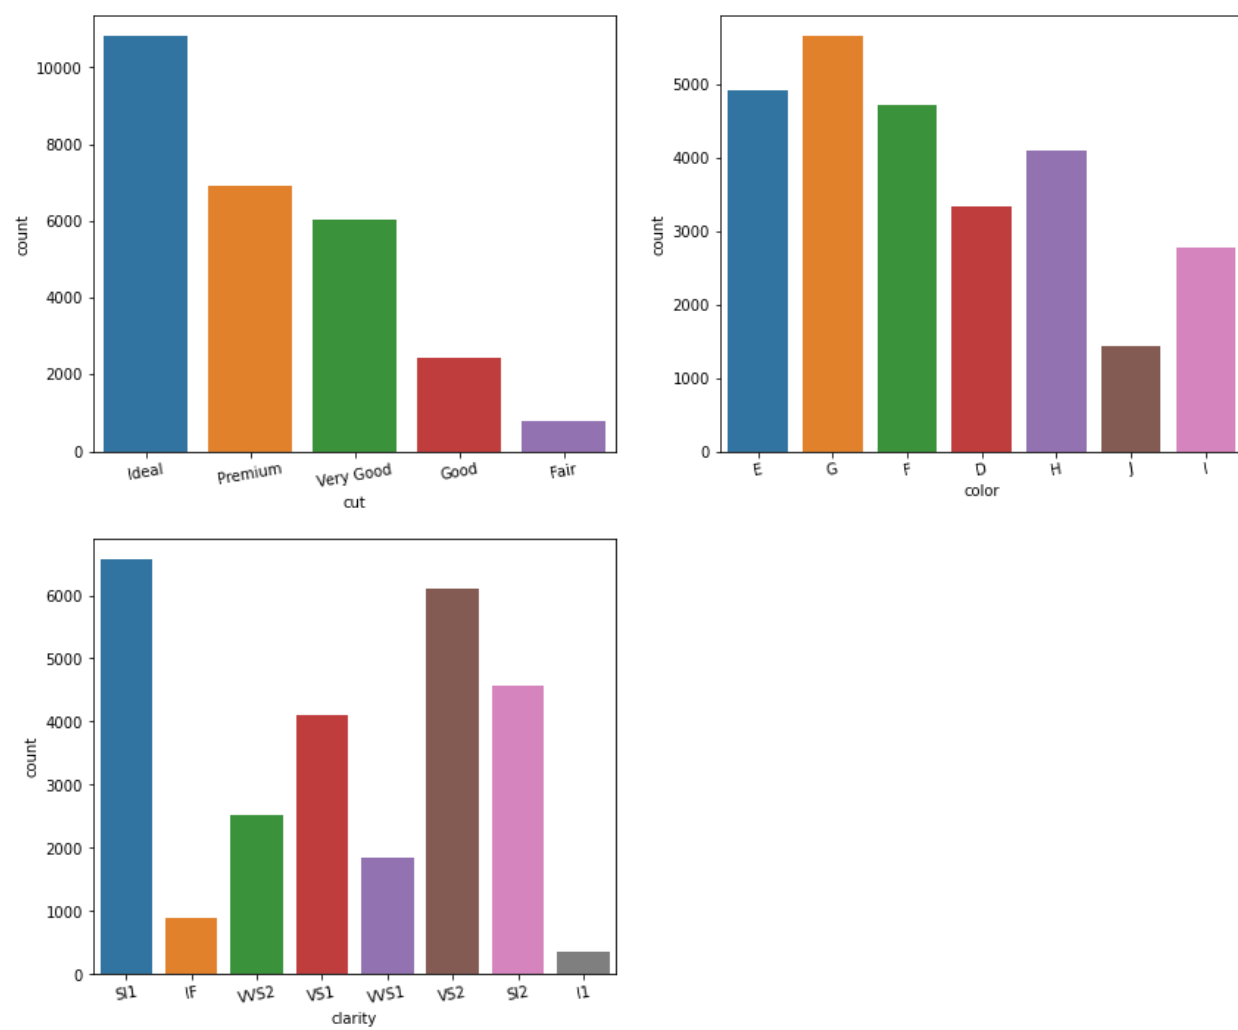 10000
8000
6000
4000
2000
0
count
Ideal Premium Very Good Good Fair
cut
5000
4000
3000
2000
1000
0
count
E G F D H J I
color
6000
5000
4000
3000
2000
1000
0
count
SI1 IF VVS2 VS1 VVS1 VS2 SI2 I1
clarity